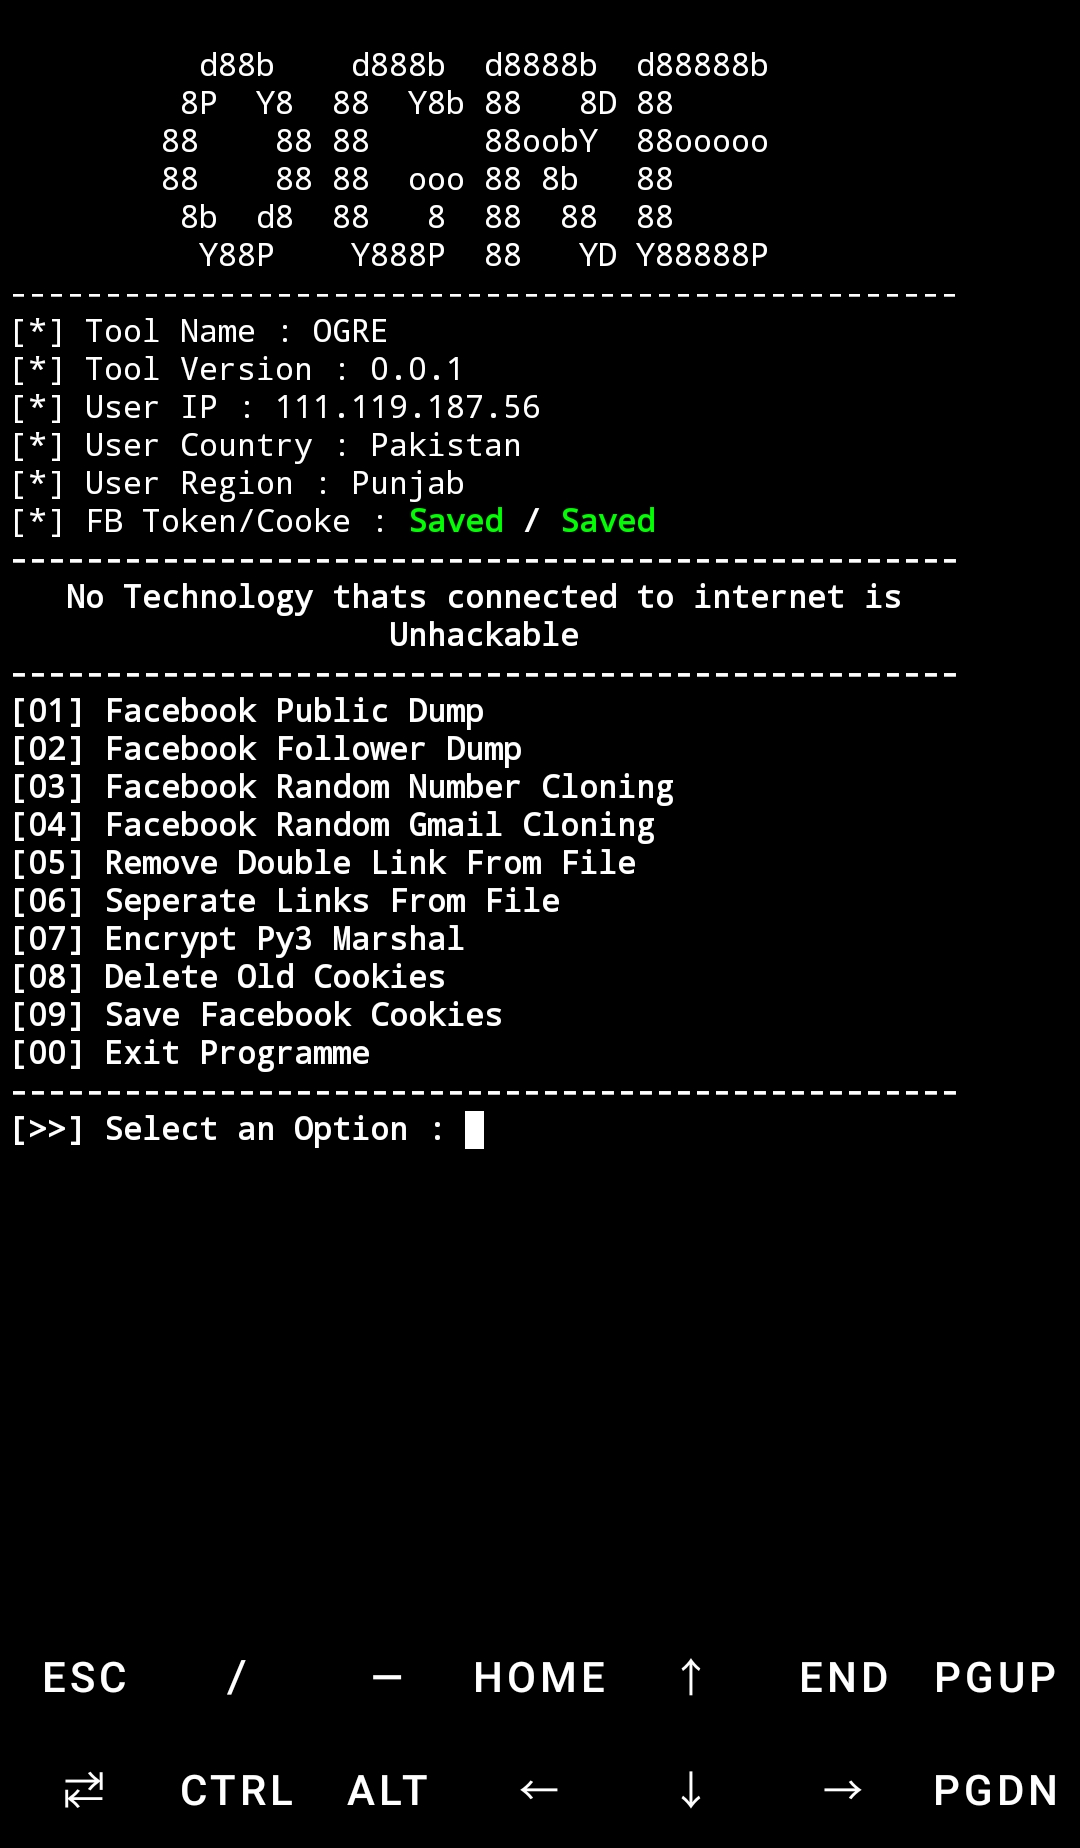 d88b    d888b  d8888b  d88888b
 8P  Y8  88  Y8b 88   8D 88
88    88 88      88oobY  88ooooo
88    88 88  ooo 88 8b   88
 8b  d8  88   8  88  88  88
  Y88P    Y888P  88   YD Y88888P
--------------------------------------------------
[*] Tool Name : OGRE
[*] Tool Version : 0.0.1
[*] User IP : 111.119.187.56
[*] User Country : Pakistan
[*] User Region : Punjab
[*] FB Token/Cooke : Saved / Saved
--------------------------------------------------
No Technology thats connected to internet is
Unhackable
--------------------------------------------------
[01] Facebook Public Dump
[02] Facebook Follower Dump
[03] Facebook Random Number Cloning
[04] Facebook Random Gmail Cloning
[05] Remove Double Link From File
[06] Seperate Links From File
[07] Encrypt Py3 Marshal
[08] Delete Old Cookies
[09] Save Facebook Cookies
[00] Exit Programme
--------------------------------------------------
[>>] Select an Option :
ESC / — HOME ↑ END PGUP
⇄ CTRL ALT ← ↓ → PGDN